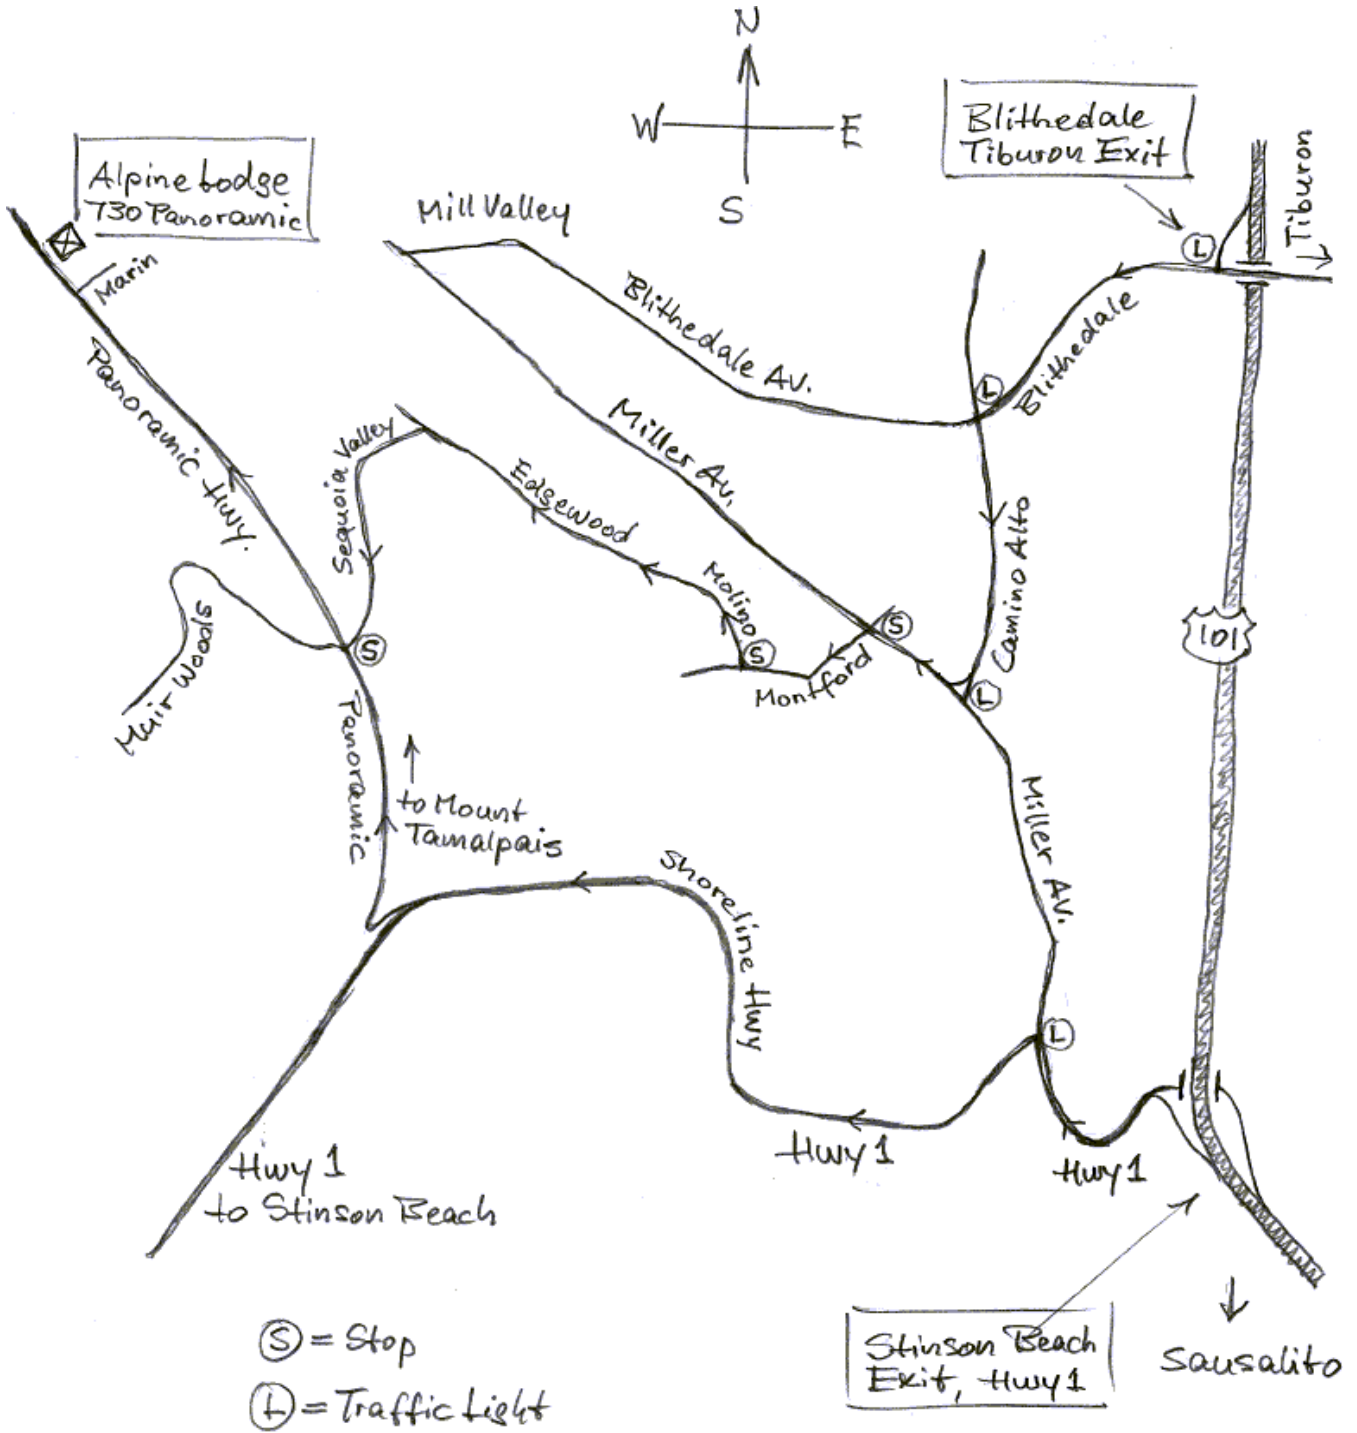 N
W E
S
Blithedale
Tiburon Exit
Tiburon
L
Alpine Lodge
730 Panoramic
Marin
Mill Valley
Blithedale Av.
Blithedale
L
Panoramic Hwy.
Sequoia Valley
Edgewood
Miller Av.
Molino
Camino Alto
101
S
S
S
Montford
L
Muir Woods
Panoramic
to Mount
Tamalpais
Miller Av.
Shoreline Hwy
L
Hwy 1
Hwy 1
Hwy 1
to Stinson Beach
Stinson Beach
Exit, Hwy 1
Sausalito
S = Stop
L = Traffic Light